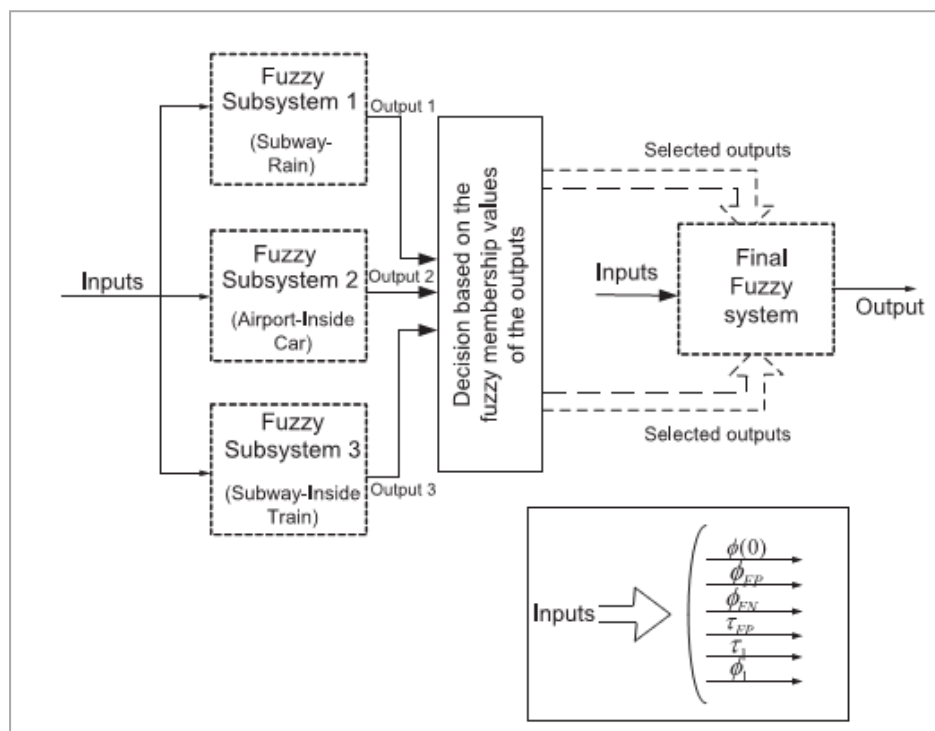 Fuzzy
Subsystem 1
(Subway-
Rain)
Output 1
Inputs
Fuzzy
Subsystem 2
(Airport-Inside
Car)
Output 2
Fuzzy
Subsystem 3
(Subway-Inside
Train)
Output 3
Decision based on the
fuzzy membership values
of the outputs
Selected outputs
Inputs
Final
Fuzzy
system
Output
Selected outputs
Inputs
ϕ(0)
ϕ_FP
ϕ_FN
τ_FP
τ_1
ϕ_1